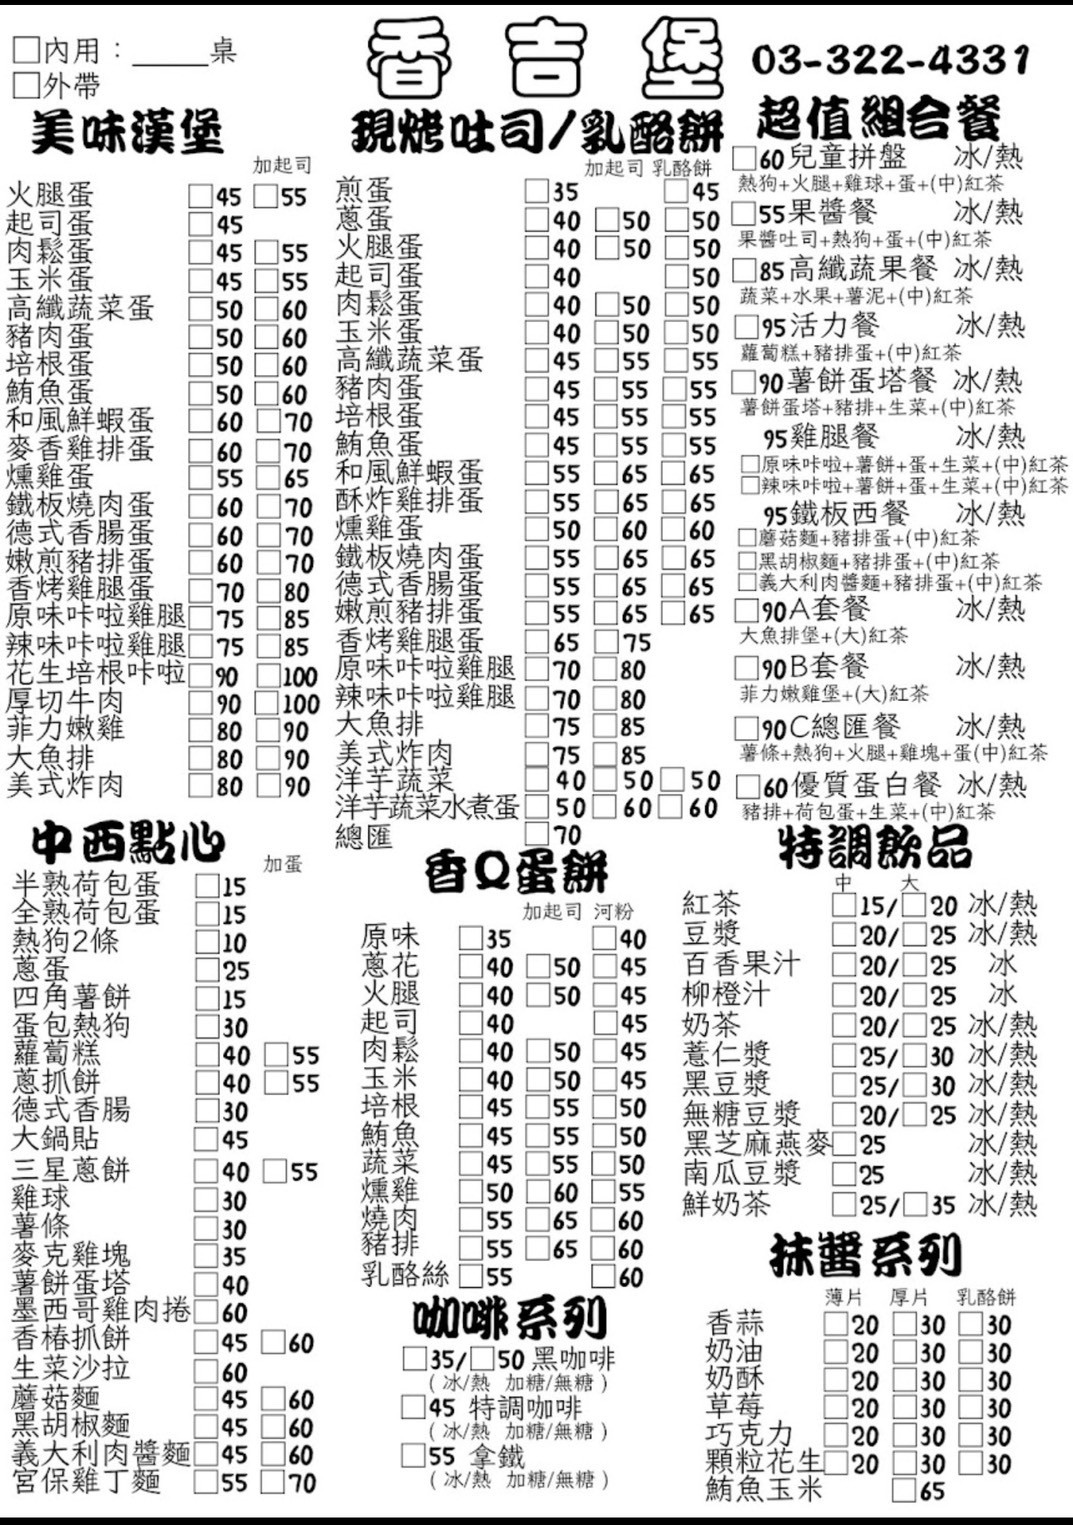 □內用：_____桌
□外帶
香吉堡
03-322-4331
美味漢堡
加起司
火腿蛋 □45 □55
起司蛋 □45
肉鬆蛋 □45 □55
玉米蛋 □45 □55
高纖蔬菜蛋 □50 □60
豬肉蛋 □50 □60
培根蛋 □50 □60
鮪魚蛋 □50 □60
和風鮮蝦蛋 □60 □70
麥香雞排蛋 □60 □70
燻雞蛋 □55 □65
鐵板燒肉蛋 □60 □70
德式香腸蛋 □60 □70
嫩煎豬排蛋 □60 □70
香烤雞腿蛋 □70 □80
原味咔啦雞腿 □75 □85
辣味咔啦雞腿 □75 □85
花生培根咔啦 □90 □100
厚切牛肉 □90 □100
菲力嫩雞 □80 □90
大魚排 □80 □90
美式炸肉 □80 □90
中西點心
加蛋
半熟荷包蛋 □15
全熟荷包蛋 □15
熱狗2條 □10
蔥蛋 □25
四角薯餅 □15
蛋包熱狗 □30
蘿蔔糕 □40 □55
蔥抓餅 □40 □55
德式香腸 □30
大鍋貼 □45
三星蔥餅 □40 □55
雞球 □30
薯條 □30
麥克雞塊 □35
薯餅蛋塔 □40
墨西哥雞肉捲 □60
香椿抓餅 □45 □60
生菜沙拉 □60
蘑菇麵 □45 □60
黑胡椒麵 □45 □60
義大利肉醬麵 □45 □60
宮保雞丁麵 □55 □70
現烤吐司/乳酪餅
加起司 乳酪餅
煎蛋 □35 □45
蔥蛋 □40 □50 □50
火腿蛋 □40 □50 □50
起司蛋 □40 □50
肉鬆蛋 □40 □50 □50
玉米蛋 □40 □50 □50
高纖蔬菜蛋 □45 □55 □55
豬肉蛋 □45 □55 □55
培根蛋 □45 □55 □55
鮪魚蛋 □45 □55 □55
和風鮮蝦蛋 □55 □65 □65
酥炸雞排蛋 □55 □65 □65
燻雞蛋 □50 □60 □60
鐵板燒肉蛋 □55 □65 □65
德式香腸蛋 □55 □65 □65
嫩煎豬排蛋 □55 □65 □65
香烤雞腿蛋 □65 □75
原味咔啦雞腿 □70 □80
辣味咔啦雞腿 □70 □80
大魚排 □75 □85
美式炸肉 □75 □85
洋芋蔬菜 □40 □50 □50
洋芋蔬菜水煮蛋 □50 □60 □60
總匯 □70
香Q蛋餅
加起司 河粉
原味 □35 □40
蔥花 □40 □50 □45
火腿 □40 □50 □45
起司 □40 □45
肉鬆 □40 □50 □45
玉米 □40 □50 □45
培根 □45 □55 □50
鮪魚 □45 □55 □50
蔬菜 □45 □55 □50
燻雞 □50 □60 □55
燒肉 □55 □65 □60
豬排 □55 □65 □60
乳酪絲 □55 □60
咖啡系列
□35/□50 黑咖啡
(冰/熱 加糖/無糖)
□45 特調咖啡
(冰/熱 加糖/無糖)
□55 拿鐵
(冰/熱 加糖/無糖)
超值組合餐
□60兒童拼盤 冰/熱
熱狗+火腿+雞球+蛋+(中)紅茶
□55果醬餐 冰/熱
果醬吐司+熱狗+蛋+(中)紅茶
□85高纖蔬果餐 冰/熱
蔬菜+水果+薯泥+(中)紅茶
□95活力餐 冰/熱
蘿蔔糕+豬排蛋+(中)紅茶
□90薯餅蛋塔餐 冰/熱
薯餅蛋塔+豬排+生菜+(中)紅茶
95雞腿餐 冰/熱
□原味咔啦+薯餅+蛋+生菜+(中)紅茶
□辣味咔啦+薯餅+蛋+生菜+(中)紅茶
95鐵板西餐 冰/熱
□蘑菇麵+豬排蛋+(中)紅茶
□黑胡椒麵+豬排蛋+(中)紅茶
□義大利肉醬麵+豬排蛋+(中)紅茶
□90A套餐 冰/熱
大魚排堡+(大)紅茶
□90B套餐 冰/熱
菲力嫩雞堡+(大)紅茶
□90C總匯餐 冰/熱
薯條+熱狗+火腿+雞塊+蛋(中)紅茶
□60優質蛋白餐 冰/熱
豬排+荷包蛋+生菜+(中)紅茶
特調飲品
中 大
紅茶 □15/□20 冰/熱
豆漿 □20/□25 冰/熱
百香果汁 □20/□25 冰
柳橙汁 □20/□25 冰
奶茶 □20/□25 冰/熱
薏仁漿 □25/□30 冰/熱
黑豆漿 □25/□30 冰/熱
無糖豆漿 □20/□25 冰/熱
黑芝麻燕麥 □25 冰/熱
南瓜豆漿 □25 冰/熱
鮮奶茶 □25/□35 冰/熱
抹醬系列
薄片 厚片 乳酪餅
香蒜 □20 □30 □30
奶油 □20 □30 □30
奶酥 □20 □30 □30
草莓 □20 □30 □30
巧克力 □20 □30 □30
顆粒花生 □20 □30 □30
鮪魚玉米 □65